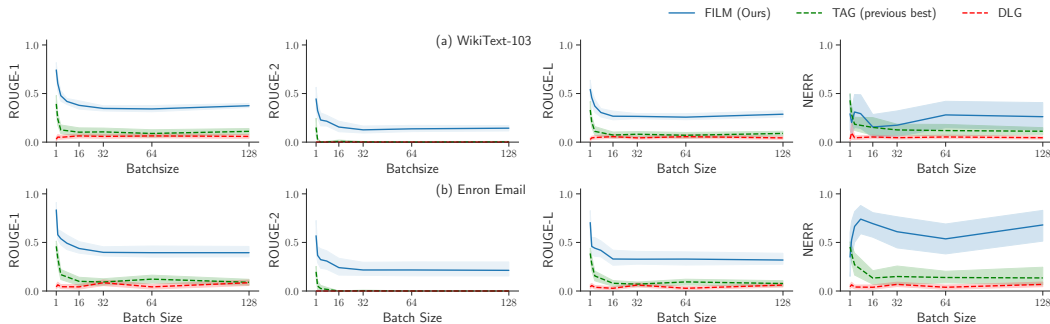 FILM (Ours) TAG (previous best) DLG
(a) WikiText-103
ROUGE-1
1.0
0.5
0.0
1 16 32 64 128
Batchsize
ROUGE-2
1.0
0.5
0.0
1 16 32 64 128
Batchsize
ROUGE-L
1.0
0.5
0.0
1 16 32 64 128
Batch Size
NERR
1.0
0.5
0.0
1 16 32 64 128
Batch Size
(b) Enron Email
ROUGE-1
1.0
0.5
0.0
1 16 32 64 128
Batch Size
ROUGE-2
1.0
0.5
0.0
1 16 32 64 128
Batch Size
ROUGE-L
1.0
0.5
0.0
1 16 32 64 128
Batch Size
NERR
1.0
0.5
0.0
1 16 32 64 128
Batch Size